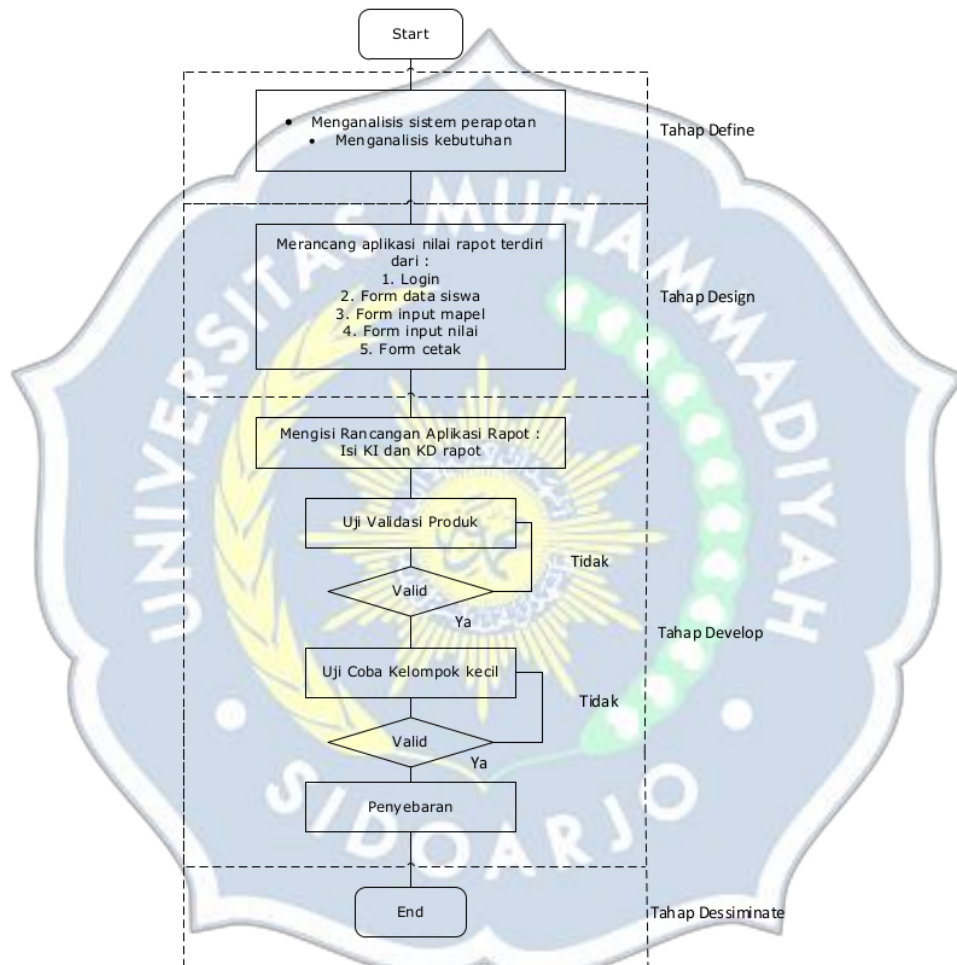 Start
• Menganalisis sistem perapotan
• Menganalisis kebutuhan
Tahap Define
Merancang aplikasi nilai rapot terdiri
dari :
1. Login
2. Form data siswa
3. Form input mapel
4. Form input nilai
5. Form cetak
Tahap Design
Mengisi Rancangan Aplikasi Rapot :
Isi KI dan KD rapot
Uji Validasi Produk
Tidak
Valid
Ya
Tahap Develop
Uji Coba Kelompok kecil
Tidak
Valid
Ya
Penyebaran
End
Tahap Dessiminate
UNIVERSITAS MUHAMMADIYAH
SIDOARJO